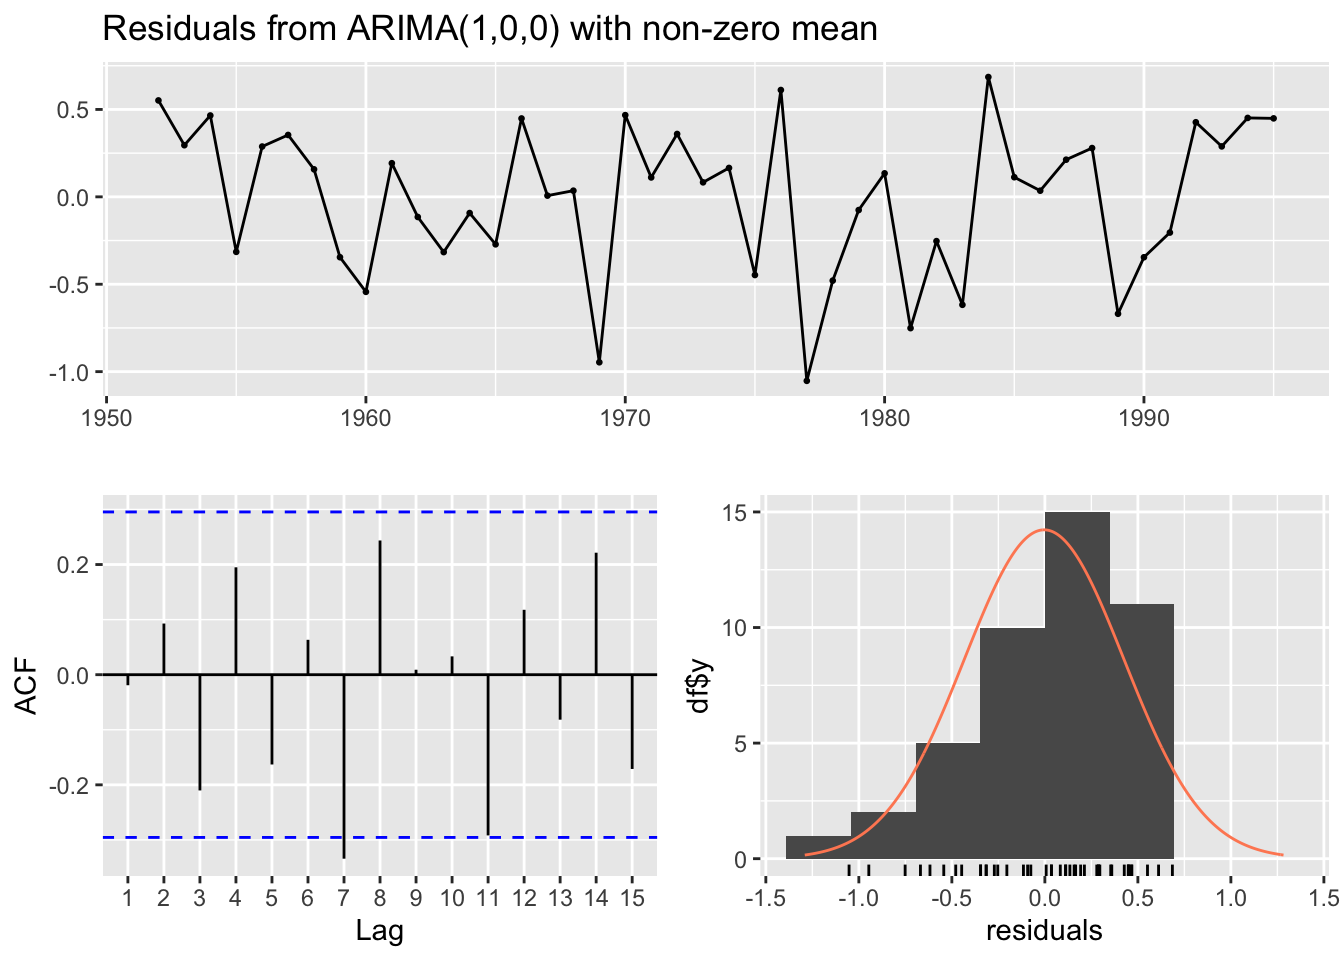 Residuals from ARIMA(1,0,0) with non-zero mean
0.5
0.0
-0.5
-1.0
1950 1960 1970 1980 1990
ACF
0.2
0.0
-0.2
1 2 3 4 5 6 7 8 9 10 11 12 13 14 15
Lag
df$y
15
10
5
0
-1.5 -1.0 -0.5 0.0 0.5 1.0 1.5
residuals